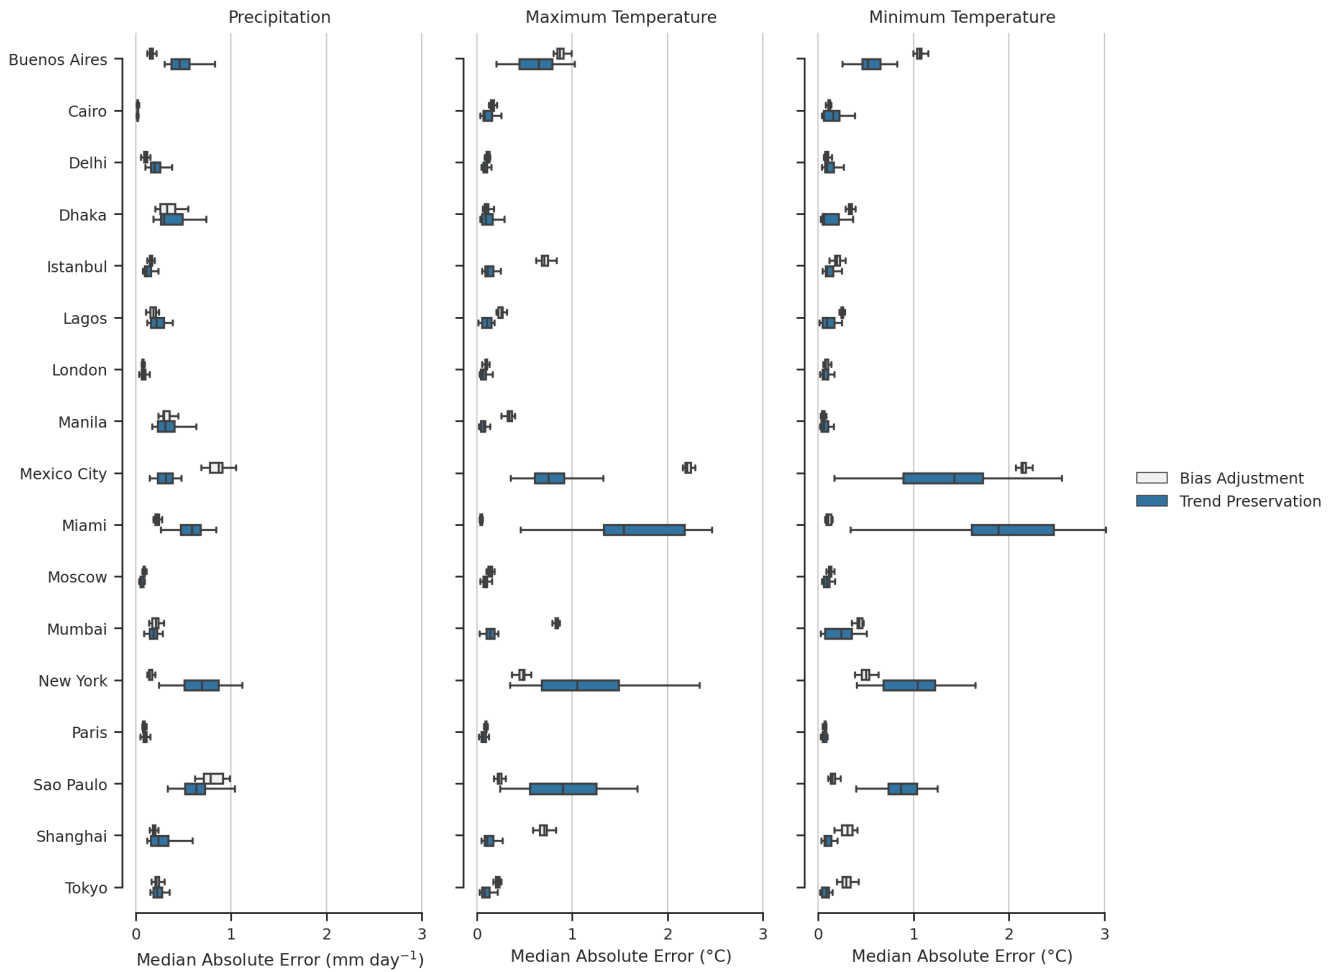 Precipitation
Maximum Temperature
Minimum Temperature
Buenos Aires
Cairo
Delhi
Dhaka
Istanbul
Lagos
London
Manila
Mexico City
Miami
Moscow
Mumbai
New York
Paris
Sao Paulo
Shanghai
Tokyo
Bias Adjustment
Trend Preservation
0 1 2 3
0 1 2 3
0 1 2 3
Median Absolute Error (mm day⁻¹)
Median Absolute Error (°C)
Median Absolute Error (°C)